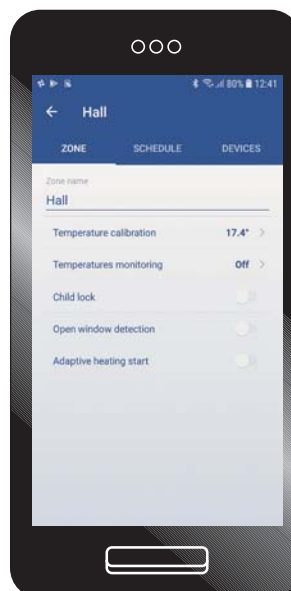 80% 12:41
Hall
ZONE SCHEDULE DEVICES
Zone name
Hall
Temperature calibration 17.4°
Temperatures monitoring Off
Child lock
Open window detection
Adaptive heating start